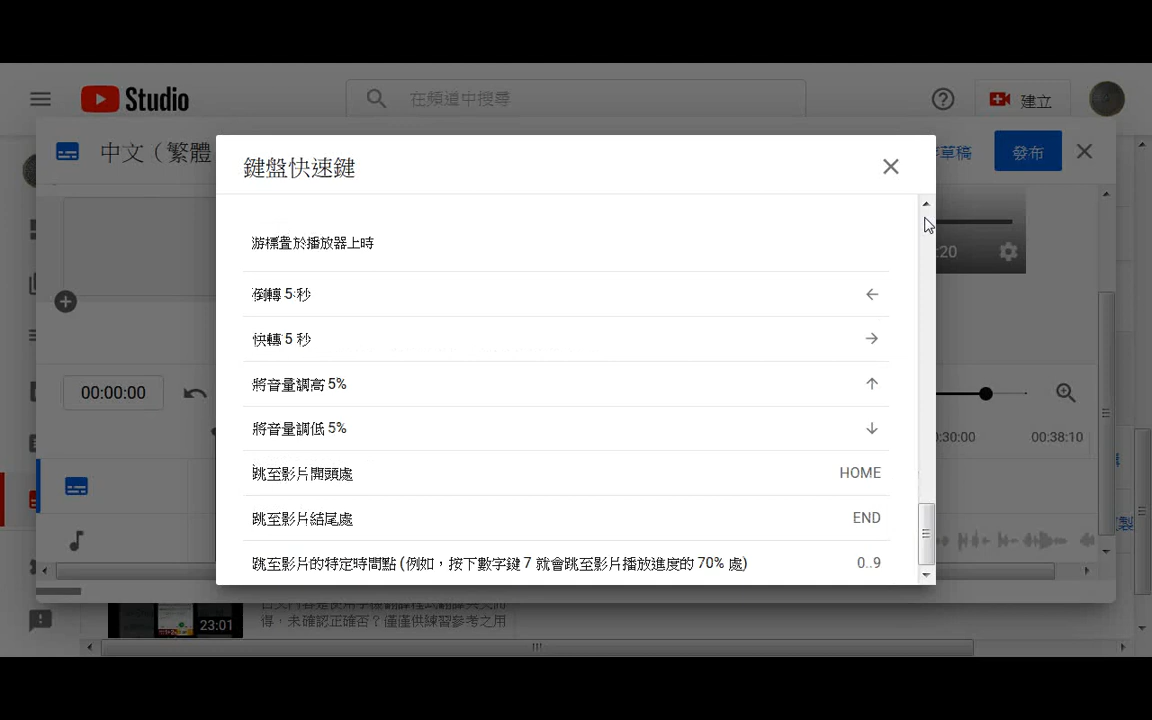 Studio
在頻道中搜尋
建立
中文（繁體
草稿
發布
鍵盤快速鍵
游標置於播放器上時
:20
倒轉 5 秒 ←
快轉 5 秒 →
將音量調高 5% ↑
00:00:00
將音量調低 5% ↓
:30:00
00:38:10
跳至影片開頭處 HOME
跳至影片結尾處 END
跳至影片的特定時間點 (例如，按下數字鍵 7 就會跳至影片播放進度的 70% 處) 0..9
得，未確認正確否？僅僅供練習參考之用
23:01